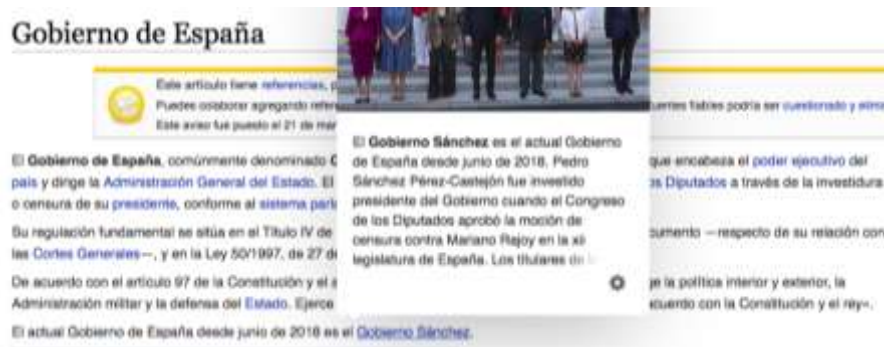 Gobierno de España
Este artículo tiene referencias, p
Puedes colaborar agregando refer
uentes fiables podría ser cuestionado y elimi
Este aviso fue puesto el 21 de mar
El Gobierno de España, comúnmente denominado G
que encabeza el poder ejecutivo del
país y dirige la Administración General del Estado. El
os Diputados a través de la investidura
o censura de su presidente, conforme al sistema parla
Su regulación fundamental se sitúa en el Título IV de
cumento —respecto de su relación con
las Cortes Generales—, y en la Ley 50/1997, de 27 de
De acuerdo con el artículo 97 de la Constitución y el a
ge la política interior y exterior, la
Administración militar y la defensa del Estado. Ejerce
acuerdo con la Constitución y el rey».
El actual Gobierno de España desde junio de 2018 es el Gobierno Sánchez.
El Gobierno Sánchez es el actual Gobierno
de España desde junio de 2018. Pedro
Sánchez Pérez-Castejón fue investido
presidente del Gobierno cuando el Congreso
de los Diputados aprobó la moción de
censura contra Mariano Rajoy en la xii
legislatura de España. Los titulares de